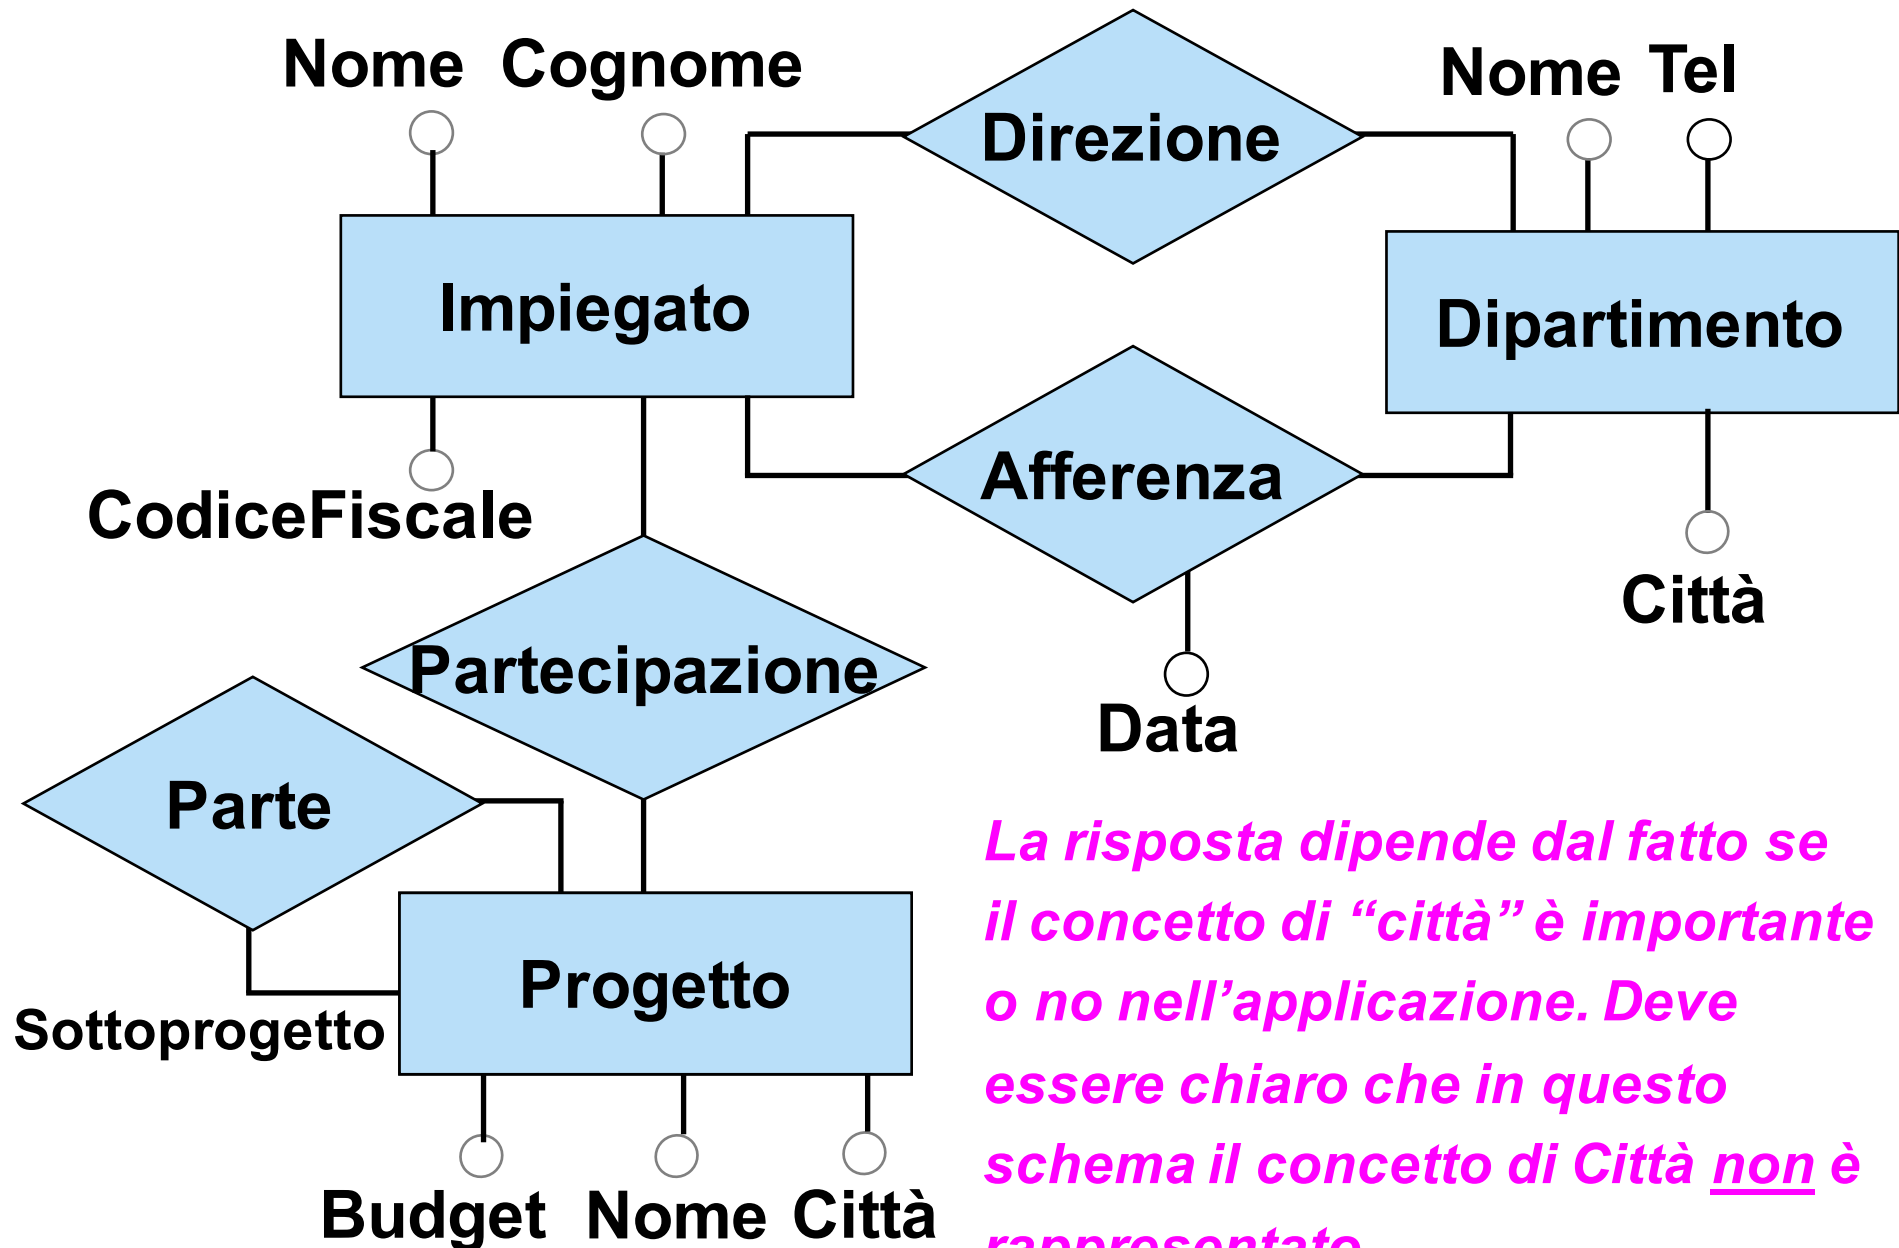 Nome Cognome
Nome Tel
Direzione
Impiegato
Dipartimento
Afferenza
CodiceFiscale
Città
Partecipazione
Data
Parte
La risposta dipende dal fatto se
il concetto di “città” è importante
o no nell’applicazione. Deve
essere chiaro che in questo
schema il concetto di Città non è
rappresentato
Progetto
Sottoprogetto
Budget Nome Città